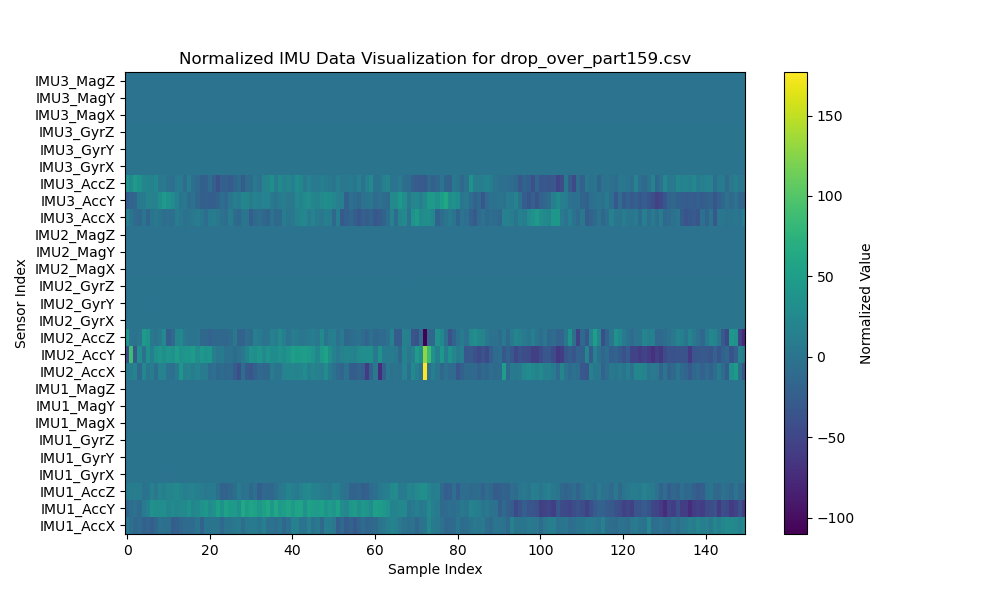 Normalized IMU Data Visualization for drop_over_part159.csv
IMU3_MagZ
IMU3_MagY
IMU3_MagX
IMU3_GyrZ
IMU3_GyrY
IMU3_GyrX
IMU3_AccZ
IMU3_AccY
IMU3_AccX
IMU2_MagZ
IMU2_MagY
IMU2_MagX
IMU2_GyrZ
IMU2_GyrY
IMU2_GyrX
IMU2_AccZ
IMU2_AccY
IMU2_AccX
IMU1_MagZ
IMU1_MagY
IMU1_MagX
IMU1_GyrZ
IMU1_GyrY
IMU1_GyrX
IMU1_AccZ
IMU1_AccY
IMU1_AccX
Sensor Index
0 20 40 60 80 100 120 140
Sample Index
150
100
50
0
−50
−100
Normalized Value